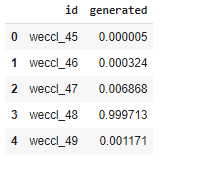 id generated
0 weccl_45 0.000005
1 weccl_46 0.000324
2 weccl_47 0.006868
3 weccl_48 0.999713
4 weccl_49 0.001171